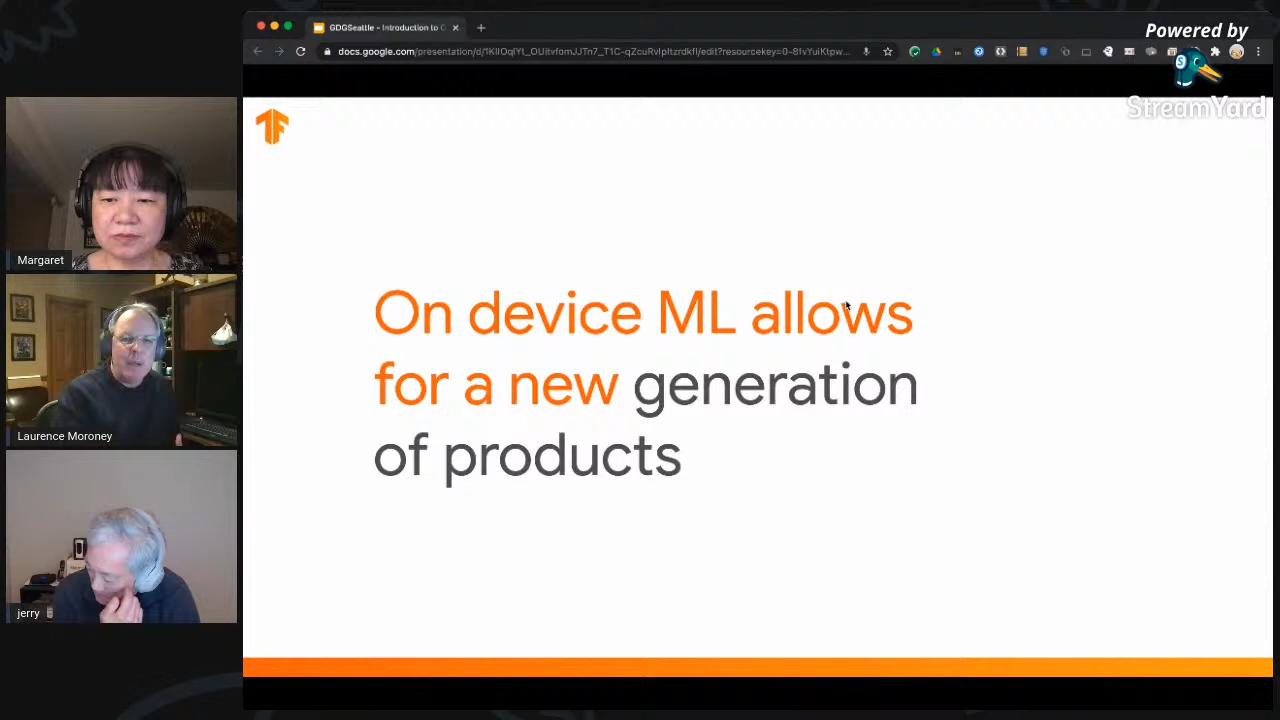 GDGSeattle - Introduction to
Powered by
StreamYard
On device ML allows
for a new generation
of products
Margaret
Laurence Moroney
jerry